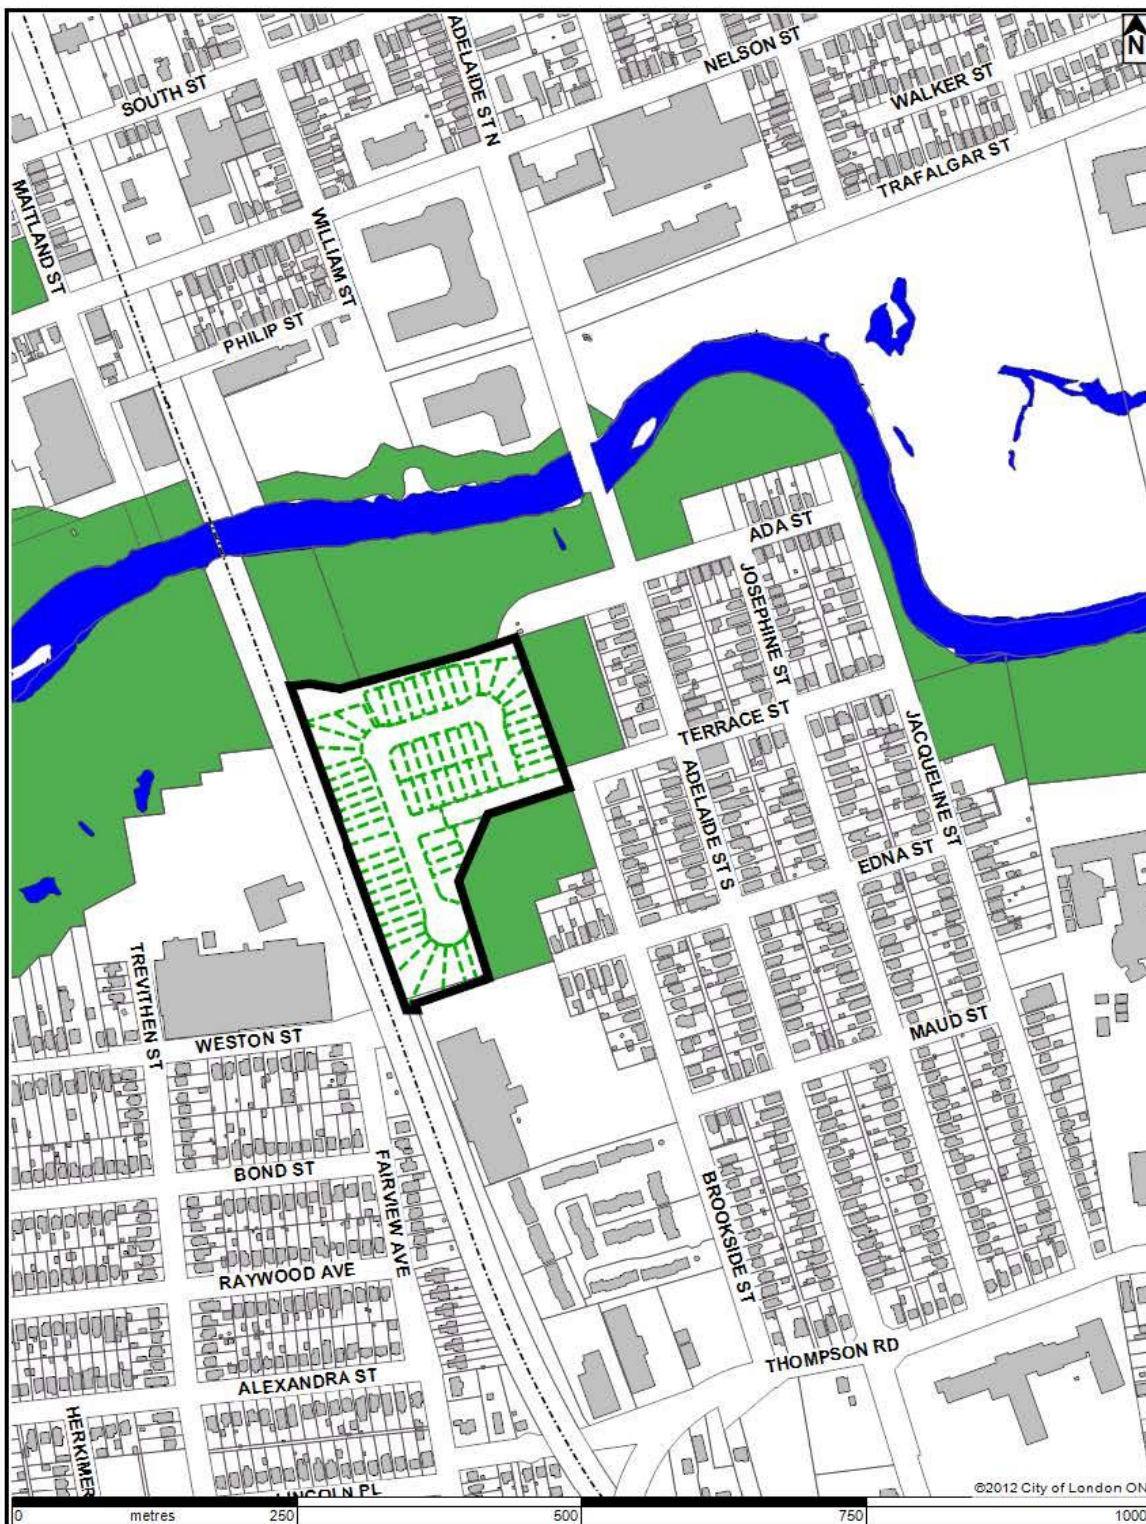 N
SOUTH ST
ADELAIDE ST N
NELSON ST
WALKER ST
TRAFALGAR ST
MAITLAND ST
WILLIAM ST
PHILIP ST
ADA ST
JOSEPHINE ST
TERRACE ST
JACQUELINE ST
ADELAIDE ST S
EDNA ST
TREVITHEN ST
WESTON ST
MAUD ST
BOND ST
FAIRVIEW AVE
BROOKSIDE ST
RAYWOOD AVE
THOMPSON RD
ALEXANDRA ST
HERKIMER
LINCOLN PL
©2012 City of London ON
0 metres 250 500 750 1000